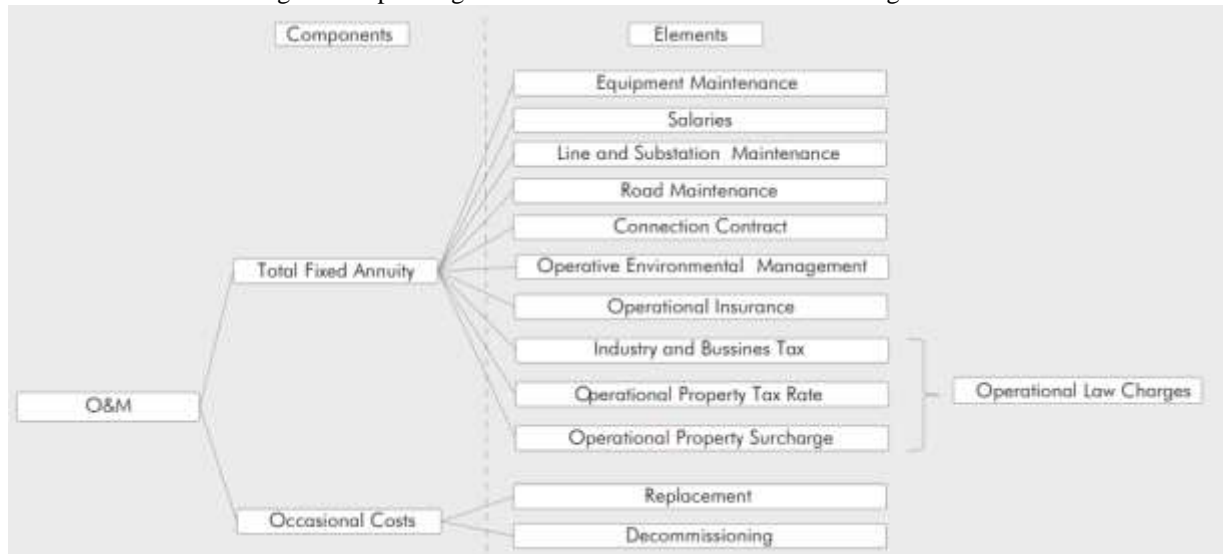 Components
Elements
Equipment Maintenance
Salaries
Line and Substation Maintenance
Road Maintenance
Connection Contract
Total Fixed Annuity
Operative Environmental Management
Operational Insurance
Industry and Bussines Tax
O&M
Operational Property Tax Rate
Operational Law Charges
Operational Property Surcharge
Replacement
Occasional Costs
Decommissioning